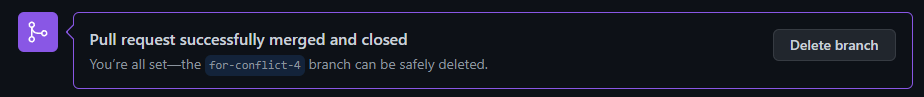 Pull request successfully merged and closed
You’re all set—the for-conflict-4 branch can be safely deleted.
Delete branch